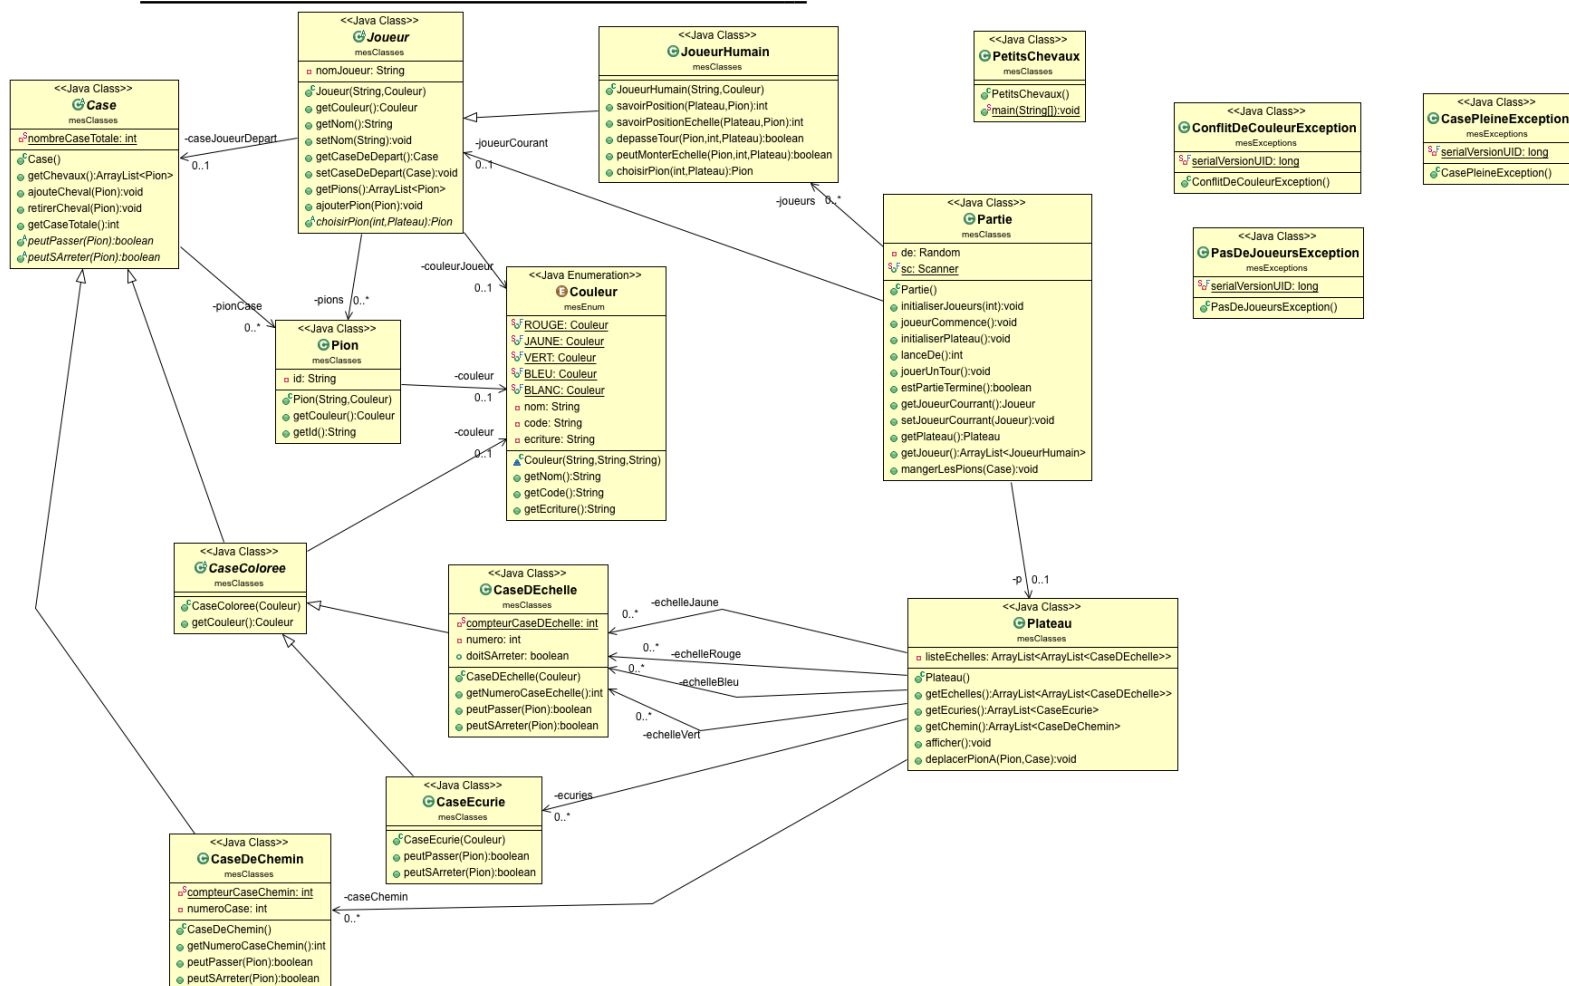 <<Java Class>>
Case
mesClasses
nombreCaseTotale: int
Case()
getChevaux():ArrayList<Pion>
ajouteCheval(Pion):void
retirerCheval(Pion):void
getCaseTotale():int
peutPasser(Pion):boolean
peutSArreter(Pion):boolean
<<Java Class>>
Joueur
mesClasses
nomJoueur: String
Joueur(String,Couleur)
getCouleur():Couleur
getNom():String
setNom(String):void
getCaseDeDepart():Case
setCaseDeDepart(Case):void
getPions():ArrayList<Pion>
ajouterPion(Pion):void
choisirPion(int,Plateau):Pion
-caseJoueurDepart
0..1
<<Java Class>>
JoueurHumain
mesClasses
JoueurHumain(String,Couleur)
savoirPosition(Plateau,Pion):int
savoirPositionEchelle(Plateau,Pion):int
depasseTour(Pion,int,Plateau):boolean
peutMonterEchelle(Pion,int,Plateau):boolean
choisirPion(int,Plateau):Pion
-joueurCourant
0..1
-joueurs
0..*
<<Java Class>>
PetitsChevaux
mesClasses
PetitsChevaux()
main(String[]):void
<<Java Class>>
ConflitDeCouleurException
mesExceptions
serialVersionUID: long
ConflitDeCouleurException()
<<Java Class>>
CasePleineException
mesExceptions
serialVersionUID: long
CasePleineException()
<<Java Class>>
PasDeJoueursException
mesExceptions
serialVersionUID: long
PasDeJoueursException()
<<Java Class>>
Partie
mesClasses
de: Random
sc: Scanner
Partie()
initialiserJoueurs(int):void
joueurCommence():void
initialiserPlateau():void
lanceDe():int
jouerUnTour():void
estPartieTermine():boolean
getJoueurCourrant():Joueur
setJoueurCourrant(Joueur):void
getPlateau():Plateau
getJoueur():ArrayList<JoueurHumain>
mangerLesPions(Case):void
-couleurJoueur
0..1
-pions
0..*
-pionCase
0..*
<<Java Class>>
Pion
mesClasses
id: String
Pion(String,Couleur)
getCouleur():Couleur
getId():String
-couleur
0..1
-couleur
0..1
<<Java Enumeration>>
Couleur
mesEnum
ROUGE: Couleur
JAUNE: Couleur
VERT: Couleur
BLEU: Couleur
BLANC: Couleur
nom: String
code: String
ecriture: String
Couleur(String,String,String)
getNom():String
getCode():String
getEcriture():String
<<Java Class>>
CaseColoree
mesClasses
CaseColoree(Couleur)
getCouleur():Couleur
<<Java Class>>
CaseDEchelle
mesClasses
compteurCaseDEchelle: int
numero: int
doitSArreter: boolean
CaseDEchelle(Couleur)
getNumeroCaseEchelle():int
peutPasser(Pion):boolean
peutSArreter(Pion):boolean
-echelleJaune
0..*
-echelleRouge
0..*
-echelleBleu
0..*
-echelleVert
0..*
-p
0..1
<<Java Class>>
Plateau
mesClasses
listeEchelles: ArrayList<ArrayList<CaseDEchelle>>
Plateau()
getEchelles():ArrayList<ArrayList<CaseDEchelle>>
getEcuries():ArrayList<CaseEcurie>
getChemin():ArrayList<CaseDeChemin>
afficher():void
deplacerPionA(Pion,Case):void
<<Java Class>>
CaseEcurie
mesClasses
CaseEcurie(Couleur)
peutPasser(Pion):boolean
peutSArreter(Pion):boolean
-ecuries
0..*
<<Java Class>>
CaseDeChemin
mesClasses
compteurCaseChemin: int
numeroCase: int
CaseDeChemin()
getNumeroCaseChemin():int
peutPasser(Pion):boolean
peutSArreter(Pion):boolean
-caseChemin
0..*